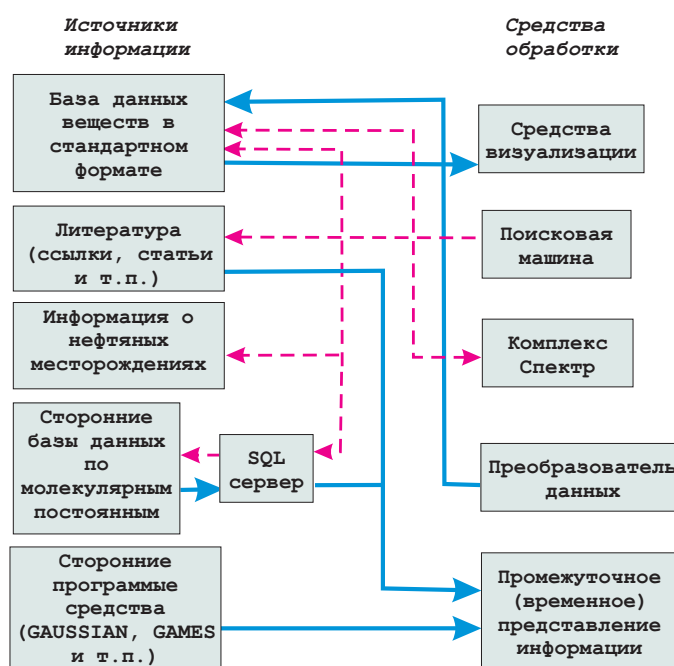 Источники
информации
Средства
обработки
База данных
веществ в
стандартном
формате
Средства
визуализации
Литература
(ссылки, статьи
и т.п.)
Поисковая
машина
Информация о
нефтяных
месторождениях
Комплекс
Спектр
Сторонние
базы данных
по
молекулярным
постоянным
SQL
сервер
Преобразователь
данных
Сторонние
программые
средства
(GAUSSIAN, GAMES
и т.п.)
Промежуточное
(временное)
представление
информации